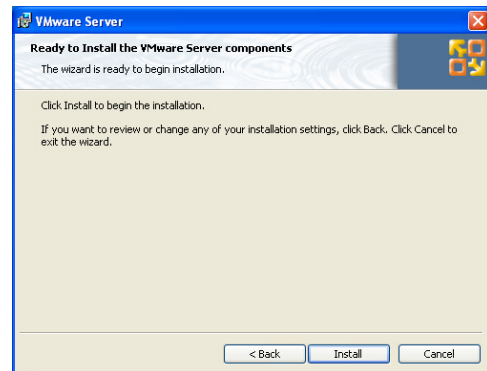 VMware Server
Ready to Install the VMware Server components
The wizard is ready to begin installation.
Click Install to begin the installation.
If you want to review or change any of your installation settings, click Back. Click Cancel to
exit the wizard.
< Back
Install
Cancel